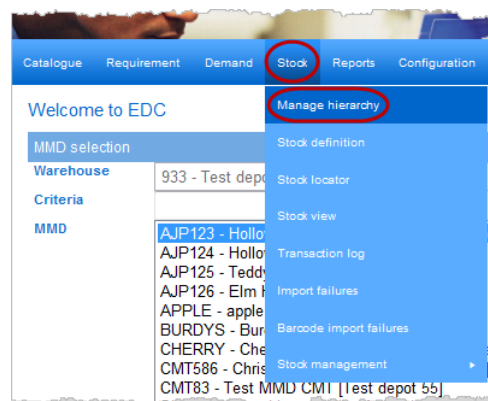 Catalogue Requirement Demand Stock Reports Configuration
Welcome to EDC
Manage hierarchy
MMD selection
Stock definition
Warehouse
933 - Test depo
Stock locator
Criteria
Stock view
MMD
AJP123 - Hollo
AJP124 - Hollo
Transaction log
AJP125 - Teddy
AJP126 - Elm
Import failures
APPLE - apple
BURDYS - Bur
Barcode import failures
CHERRY - Che
CMT586 - Chris
Stock management
CMT83 - Test MMD CMT [Test depot 55]